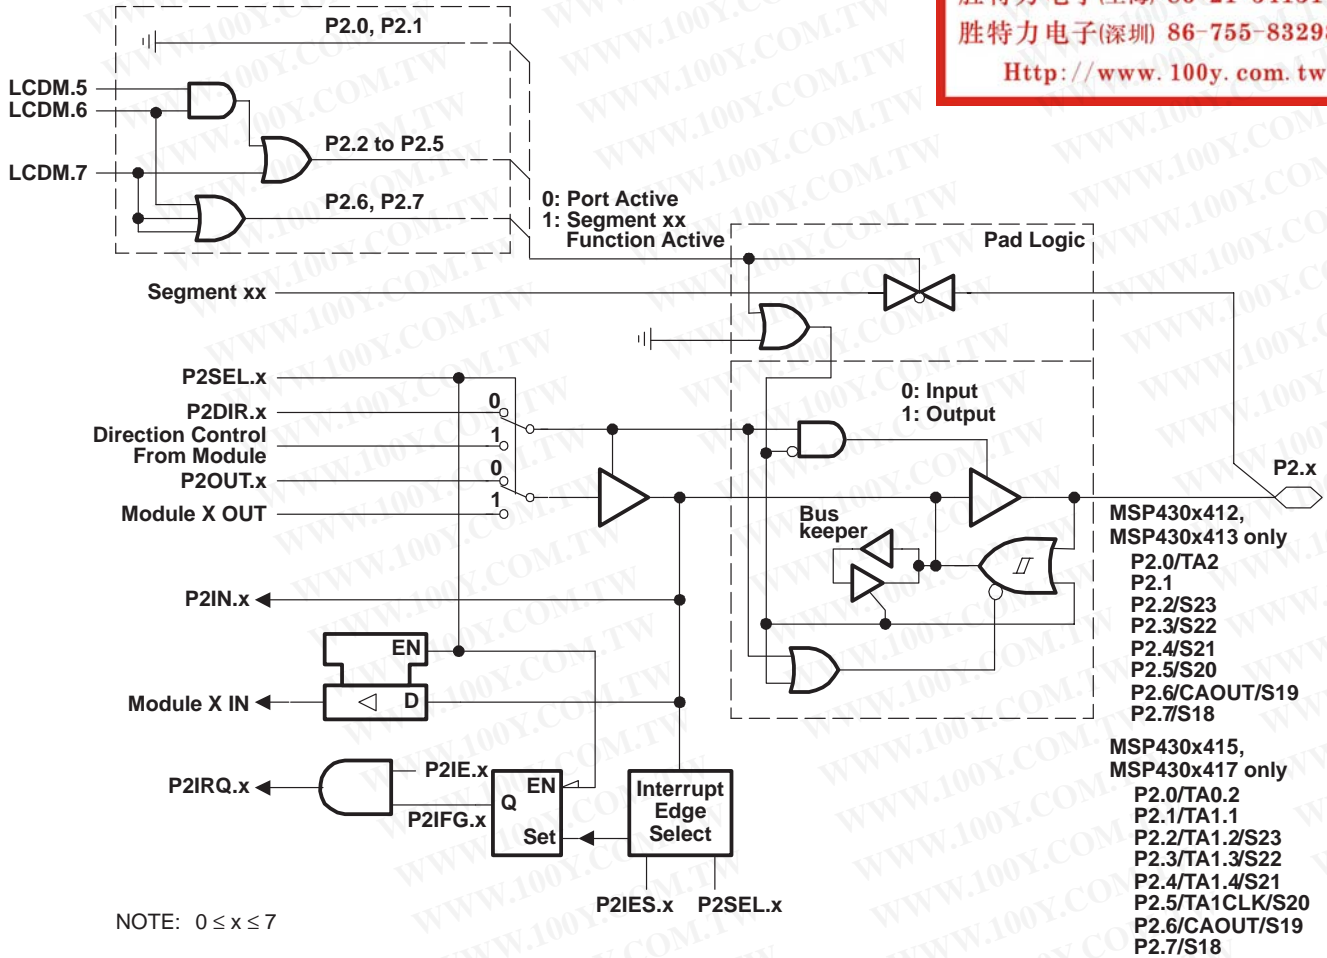 P2.0, P2.1
LCDM.5
LCDM.6
P2.2 to P2.5
LCDM.7
P2.6, P2.7
0: Port Active
1: Segment xx
Function Active
Pad Logic
Segment xx
P2SEL.x
0: Input
1: Output
P2DIR.x
0
Direction Control
From Module
1
P2OUT.x
0
Module X OUT
1
Bus
keeper
P2.x
MSP430x412,
MSP430x413 only
P2.0/TA2
P2.1
P2.2/S23
P2.3/S22
P2.4/S21
P2.5/S20
P2.6/CAOUT/S19
P2.7/S18
P2IN.x
EN
Module X IN
D
MSP430x415,
MSP430x417 only
P2.0/TA0.2
P2.1/TA1.1
P2.2/TA1.2/S23
P2.3/TA1.3/S22
P2.4/TA1.4/S21
P2.5/TA1CLK/S20
P2.6/CAOUT/S19
P2.7/S18
P2IRQ.x
P2IE.x
P2IFG.x
EN
Q
Set
Interrupt
Edge
Select
P2IES.x
P2SEL.x
NOTE: 0 ≤ x ≤ 7
胜特力电子(深圳) 86-755-8329
Http://www.100y.com.tw
WWW.100Y.COM.TW